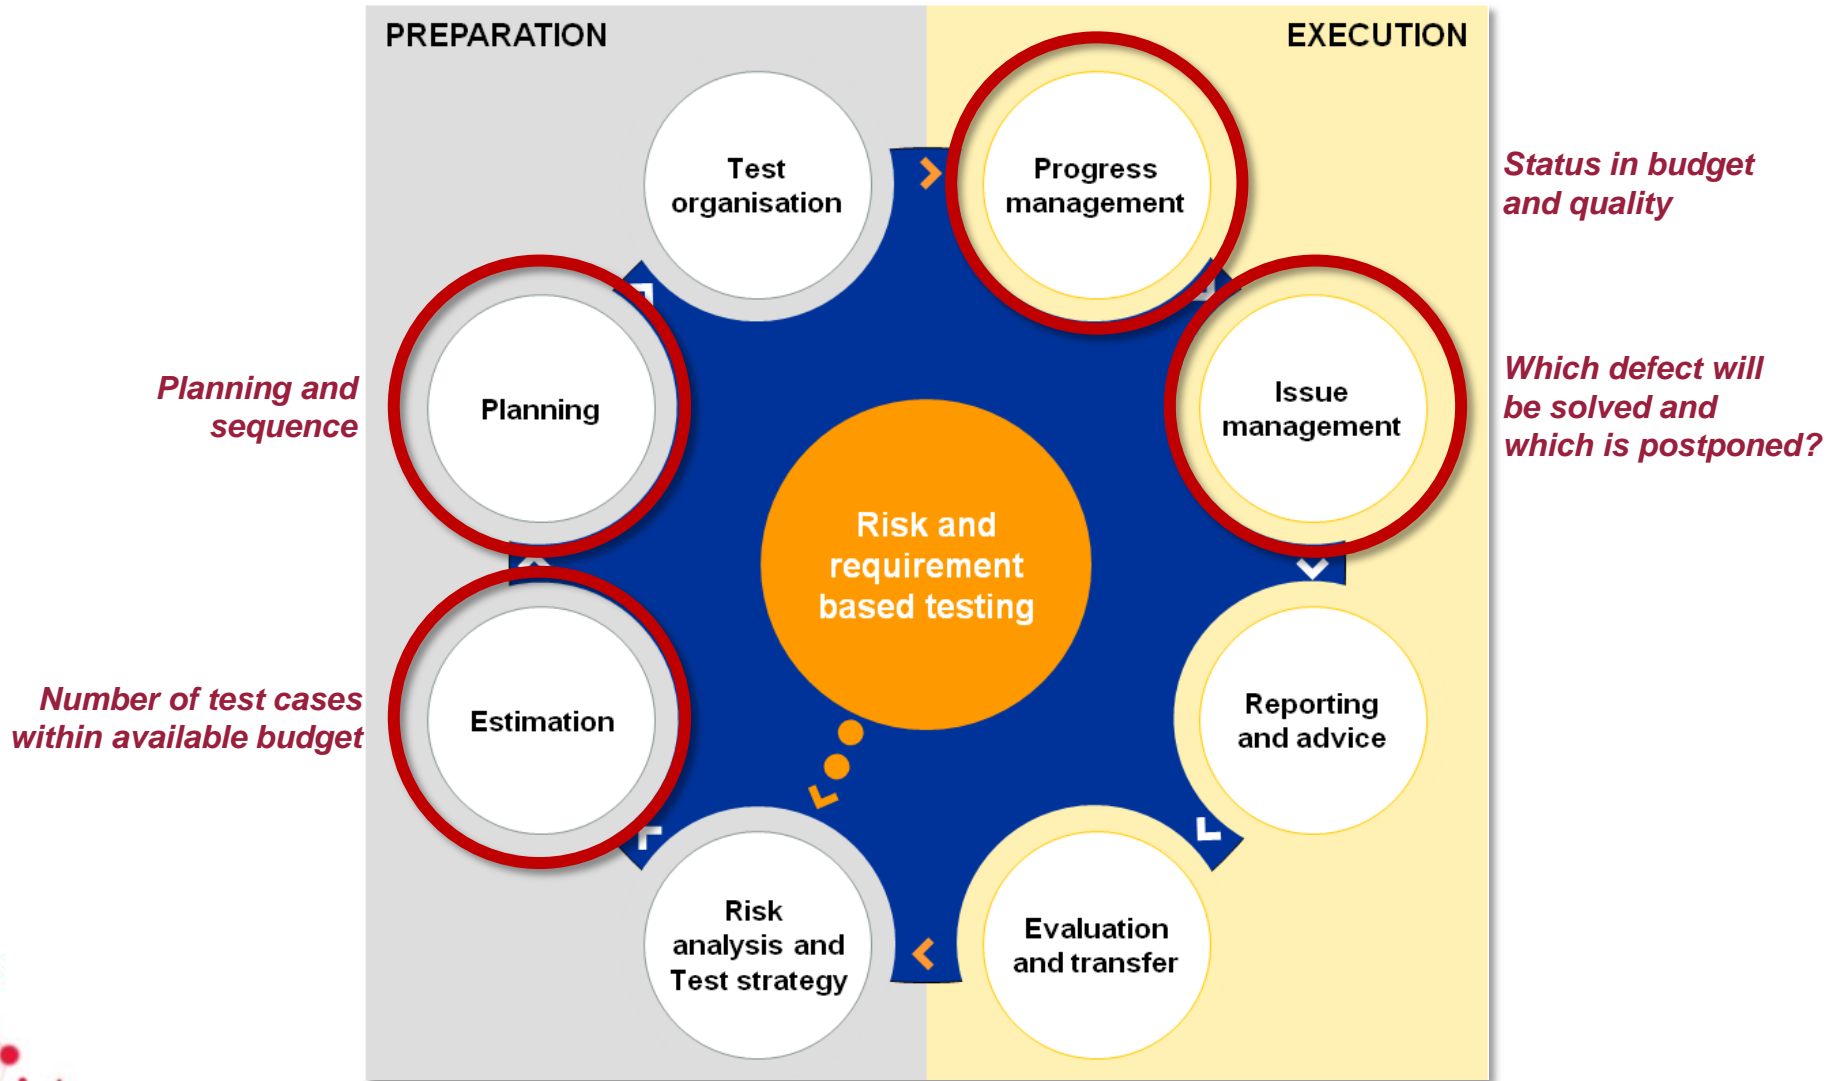 PREPARATION
EXECUTION
Test
organisation
Progress
management
Status in budget
and quality
Planning and
sequence
Planning
Issue
management
Which defect will
be solved and
which is postponed?
Risk and
requirement
based testing
Number of test cases
within available budget
Estimation
Reporting
and advice
Risk
analysis and
Test strategy
Evaluation
and transfer